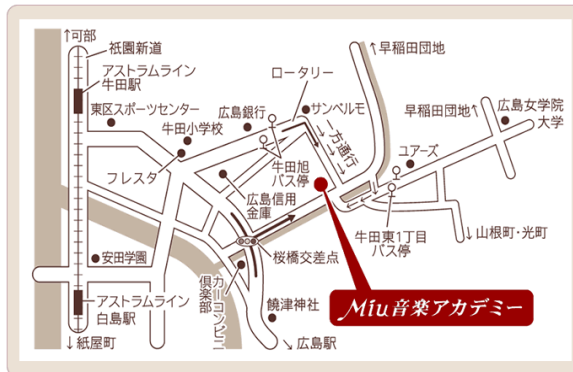 ↑可部
祇園新道
アストラムライン
牛田駅
東区スポーツセンター
牛田小学校
広島銀行
ロータリー
サンペルモ
↑早稲田団地
早稲田団地↑
広島女学院
大学
一方通行
ユアーズ
牛田旭
バス停
フレスタ
広島信用
金庫
牛田東1丁目
バス停
↓山根町・光町
安田学園
桜橋交差点
カーコンビニ
倶楽部
アストラムライン
白島駅
饒津神社
Miu音楽アカデミー
↓紙屋町
↘広島駅